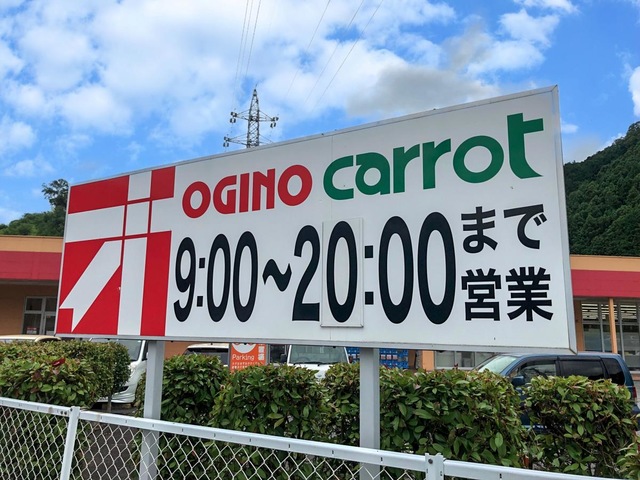 OGINO carrot
9:00~20:00まで営業
Parking